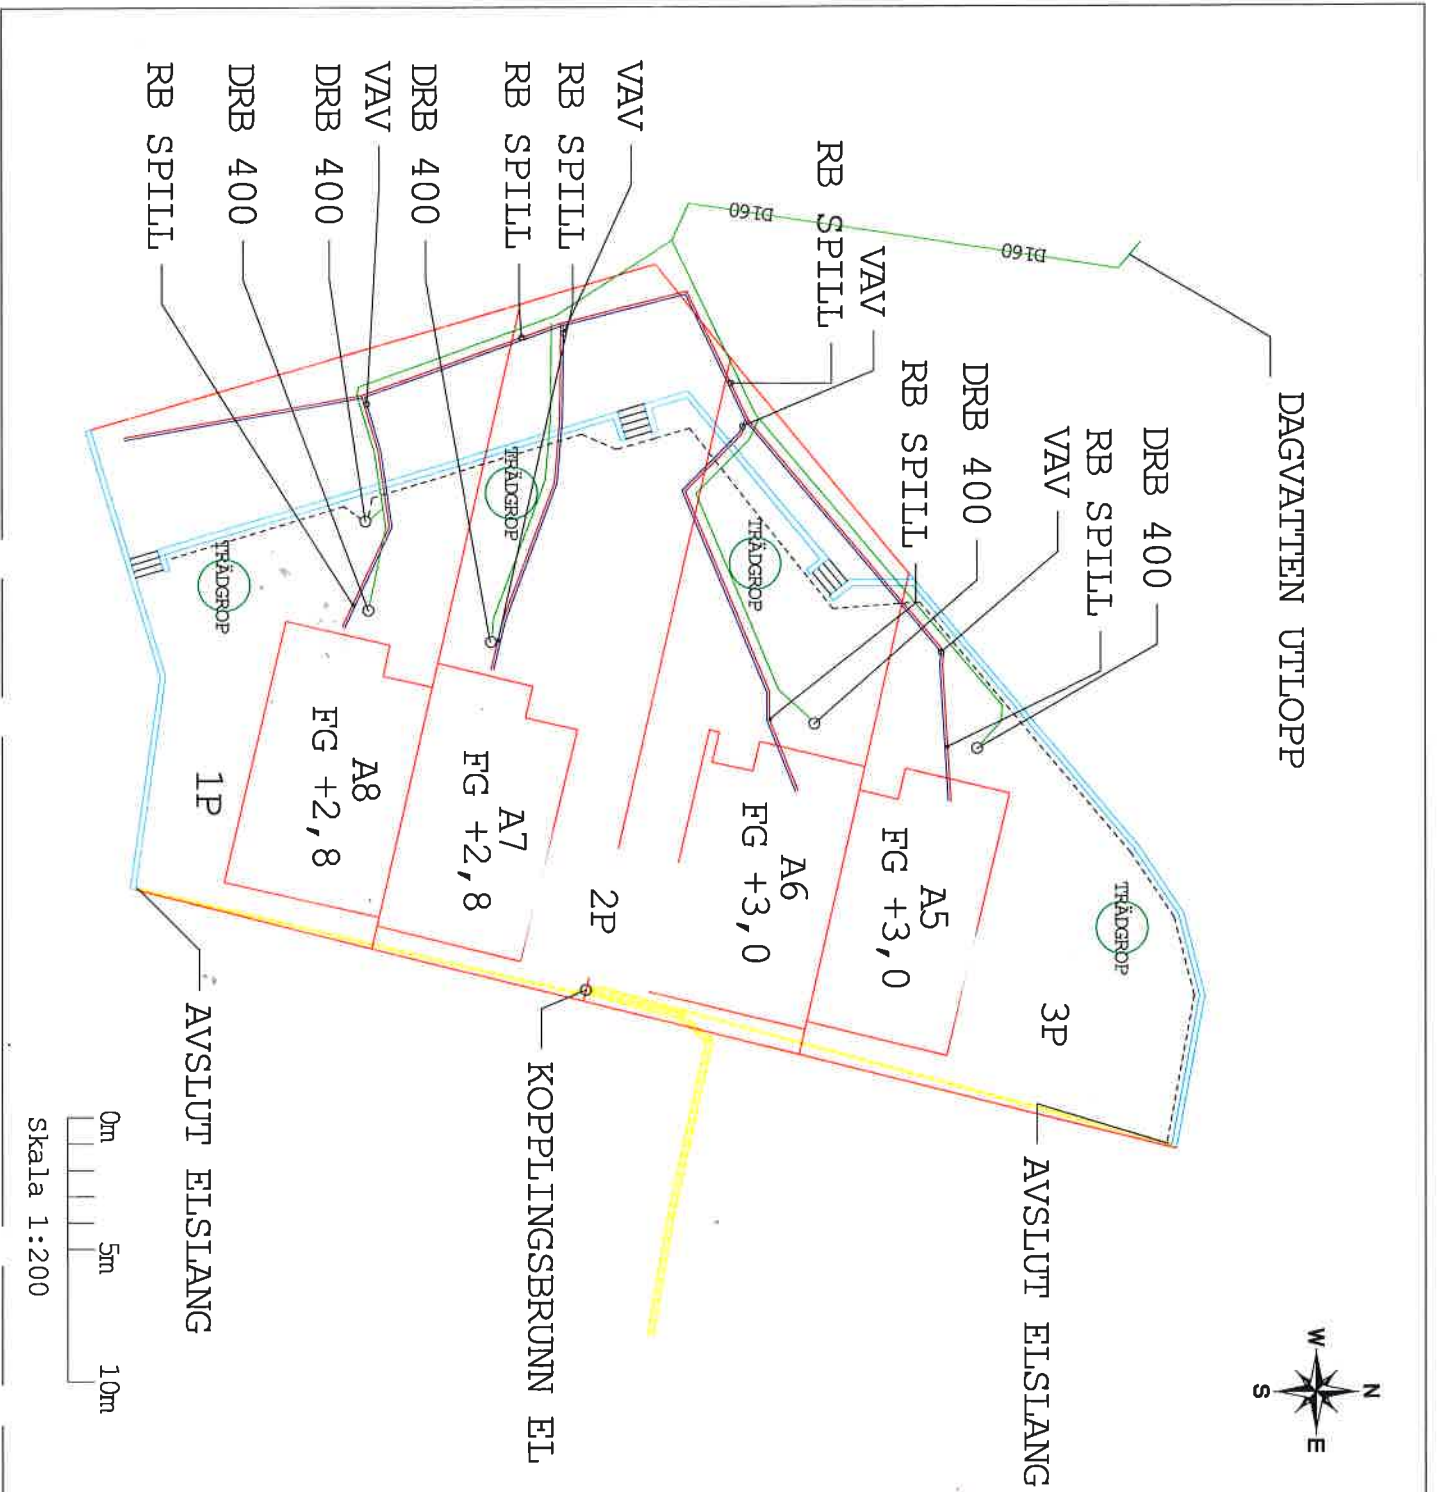 DAGVATTEN UTLOPP
DRB 400
RB SPILL
VAV
DRB 400
RB SPILL
VAV
RB SPILL
VAV
RB SPILL
RB SPILL
DRB 400
VAV
DRB 400
DRB 400
RB SPILL
D160
D160
TRÄDGROP
TRÄDGROP
TRÄDGROP
TRÄDGROP
A5
FG +3,0
A6
FG +3,0
A7
FG +2,8
A8
FG +2,8
3P
2P
1P
AVSLUT ELSLANG
KOPPLINGSBRUNN EL
AVSLUT ELSLANG
N
W
E
S
0m 5m 10m
Skala 1:200